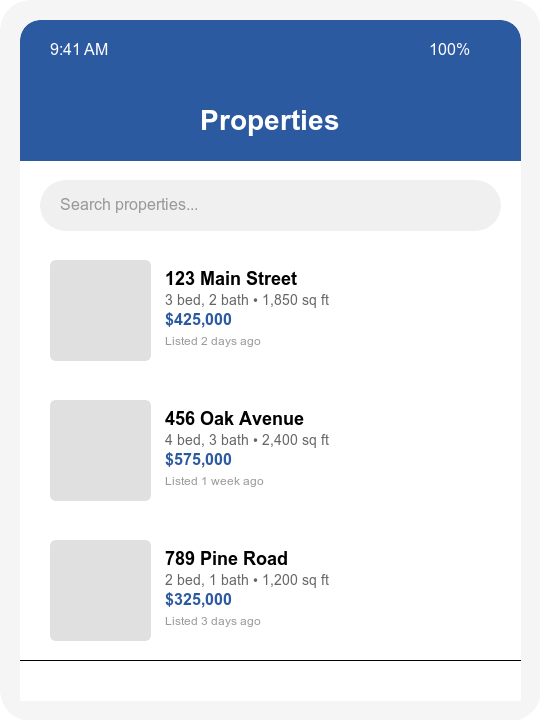 9:41 AM 100%
Properties
Search properties...
123 Main Street
3 bed, 2 bath • 1,850 sq ft
$425,000
Listed 2 days ago
456 Oak Avenue
4 bed, 3 bath • 2,400 sq ft
$575,000
Listed 1 week ago
789 Pine Road
2 bed, 1 bath • 1,200 sq ft
$325,000
Listed 3 days ago